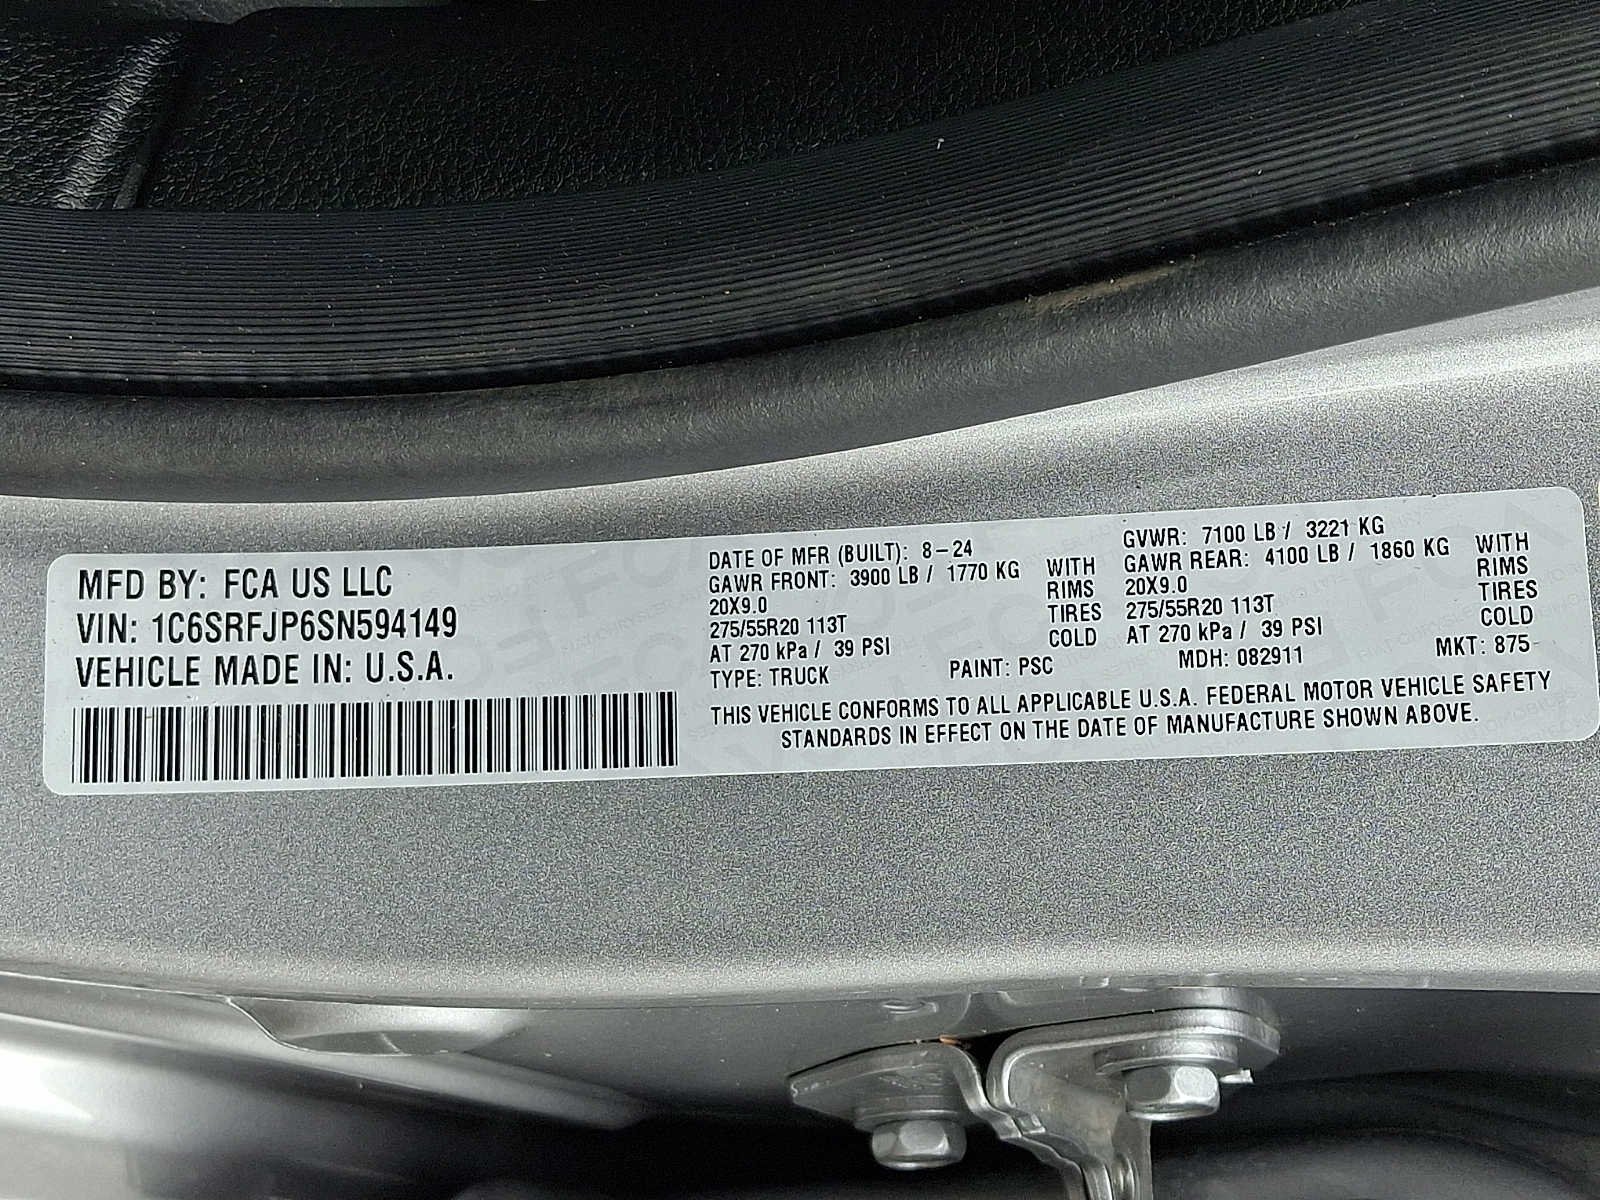 MFD BY: FCA US LLC
VIN: 1C6SRFJP6SN594149
VEHICLE MADE IN: U.S.A.
DATE OF MFR (BUILT): 8-24
GAWR FRONT: 3900 LB / 1770 KG WITH
20X9.0 RIMS
275/55R20 113T TIRES
AT 270 kPa / 39 PSI COLD
TYPE: TRUCK PAINT: PSC
GVWR: 7100 LB / 3221 KG
GAWR REAR: 4100 LB / 1860 KG WITH
20X9.0 RIMS
275/55R20 113T TIRES
AT 270 kPa / 39 PSI COLD
MDH: 082911 MKT: 875-
THIS VEHICLE CONFORMS TO ALL APPLICABLE U.S.A. FEDERAL MOTOR VEHICLE SAFETY
STANDARDS IN EFFECT ON THE DATE OF MANUFACTURE SHOWN ABOVE.